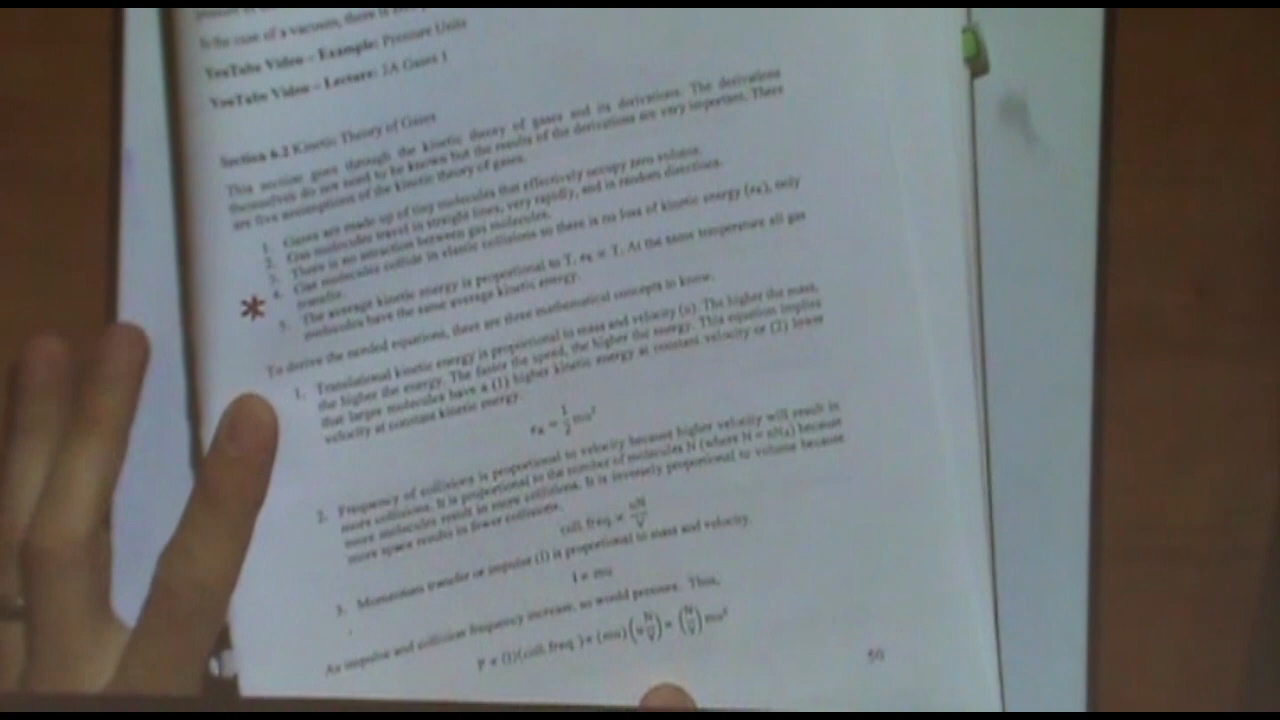 In the case of a vacuum, there is
YouTube Video – Example: Pressure Units
YouTube Video – Lecture: 2A Gases 1
Section 6.2 Kinetic Theory of Gases
This section goes through the kinetic theory of gases and its derivations. The derivations
themselves do not need to be known but the results of the derivations are very important. There
are five assumptions of the kinetic theory of gases.
1. Gases are made up of tiny molecules that effectively occupy zero volume.
2. Gas molecules travel in straight lines, very rapidly, and in random directions.
3. There is no attraction between gas molecules.
4. Gas molecules collide in elastic collisions so there is no loss of kinetic energy (eₖ), only
transfer.
* 5. The average kinetic energy is proportional to T. eₖ ∝ T. At the same temperature all gas
molecules have the same average kinetic energy.
To derive the needed equations, there are three mathematical concepts to know.
1. Translational kinetic energy is proportional to mass and velocity (u). The higher the mass,
the higher the energy. The faster the speed, the higher the energy. This equation implies
that larger molecules have a (1) higher kinetic energy at constant velocity or (2) lower
velocity at constant kinetic energy.
eₖ = 1/2 mu²
2. Frequency of collisions is proportional to velocity because higher velocity will result in
more collisions. It is proportional to the number of molecules N (where N = nNₐ) because
more molecules result in more collisions. It is inversely proportional to volume because
more space results in fewer collisions.
coll. freq. ∝ uN/V
3. Momentum transfer or impulse (I) is proportional to mass and velocity.
I ∝ mu
As impulse and collision frequency increase, so would pressure. Thus,
P ∝ (I)(coll. freq.) ∝ (mu)(u N/V) ∝ (N/V) mu²
50